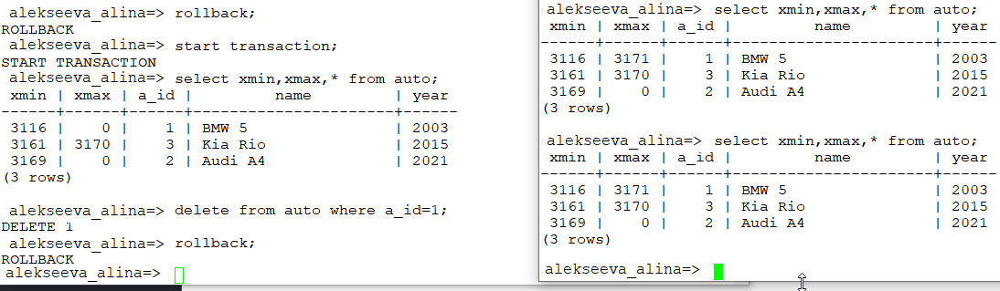 alekseeva_alina=> rollback;
ROLLBACK
alekseeva_alina=> start transaction;
START TRANSACTION
alekseeva_alina=> select xmin,xmax,* from auto;
 xmin | xmax | a_id |         name          | year
------+------+------+-----------------------+------
 3116 |    0 |    1 | BMW 5                 | 2003
 3161 | 3170 |    3 | Kia Rio               | 2015
 3169 |    0 |    2 | Audi A4               | 2021
(3 rows)
alekseeva_alina=> delete from auto where a_id=1;
DELETE 1
alekseeva_alina=> rollback;
ROLLBACK
alekseeva_alina=>
alekseeva_alina=> select xmin,xmax,* from auto;
 xmin | xmax | a_id |         name          | year
------+------+------+-----------------------+------
 3116 | 3171 |    1 | BMW 5                 | 2003
 3161 | 3170 |    3 | Kia Rio               | 2015
 3169 |    0 |    2 | Audi A4               | 2021
(3 rows)
alekseeva_alina=> select xmin,xmax,* from auto;
 xmin | xmax | a_id |         name          | year
------+------+------+-----------------------+------
 3116 | 3171 |    1 | BMW 5                 | 2003
 3161 | 3170 |    3 | Kia Rio               | 2015
 3169 |    0 |    2 | Audi A4               | 2021
(3 rows)
alekseeva_alina=>